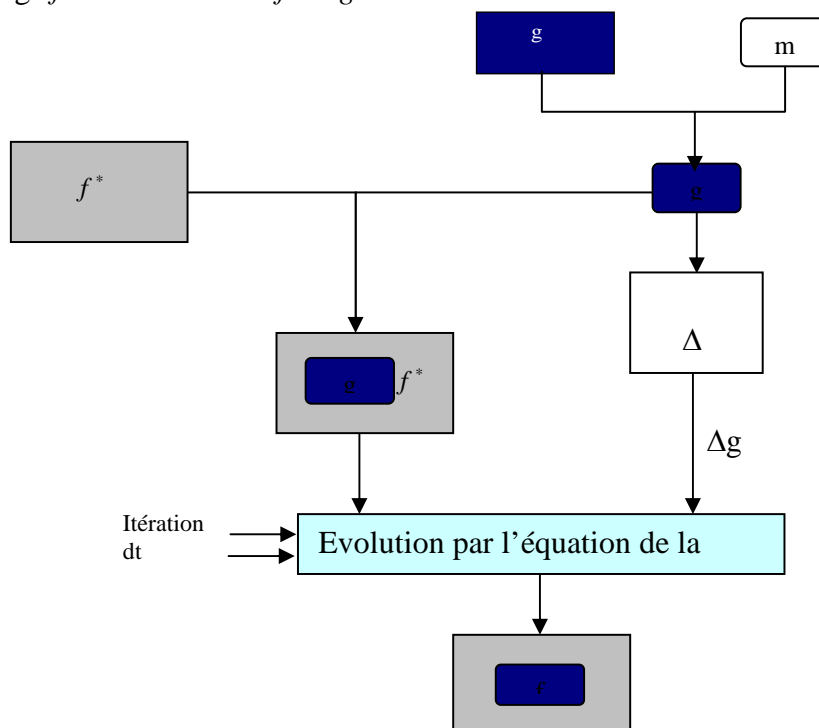 g
m
f *
g
Δ
g f *
Δg
Itération
dt
Evolution par l’équation de la
f